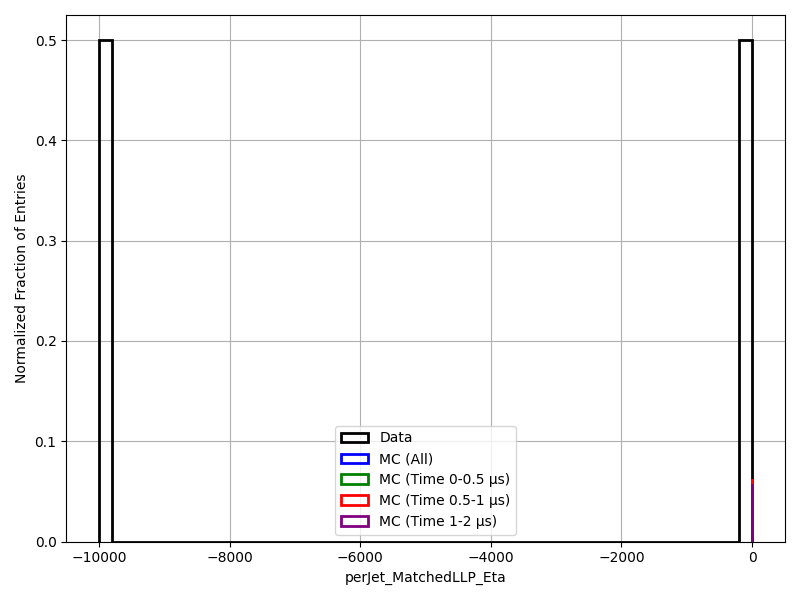 0.5
0.4
0.3
0.2
0.1
0.0
Normalized Fraction of Entries
Data
MC (All)
MC (Time 0-0.5 μs)
MC (Time 0.5-1 μs)
MC (Time 1-2 μs)
−10000 −8000 −6000 −4000 −2000 0
perJet_MatchedLLP_Eta